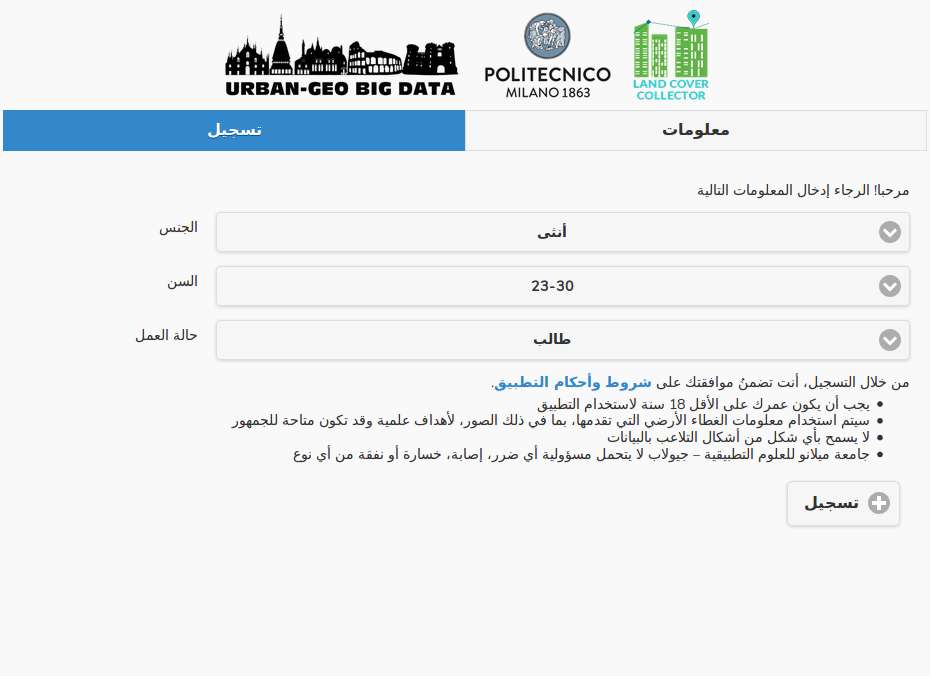 URBAN-GEO BIG DATA
POLITECNICO
MILANO 1863
LAND COVER
COLLECTOR
معلومات
تسجيل
مرحبا! الرجاء إدخال المعلومات التالية
الجنس
أنثى
السن
23-30
حالة العمل
طالب
من خلال التسجيل، أنت تضمنُ موافقتك على شروط وأحكام التطبيق.
• يجب أن يكون عمرك على الأقل 18 سنة لاستخدام التطبيق
• سيتم استخدام معلومات الغطاء الأرضي التي تقدمها، بما في ذلك الصور، لأهداف علمية وقد تكون متاحة للجمهور
• لا يسمح بأي شكل من أشكال التلاعب بالبيانات
• جامعة ميلانو للعلوم التطبيقية – جيولاب لا يتحمل مسؤولية أي ضرر، إصابة، خسارة أو نفقة من أي نوع
تسجيل